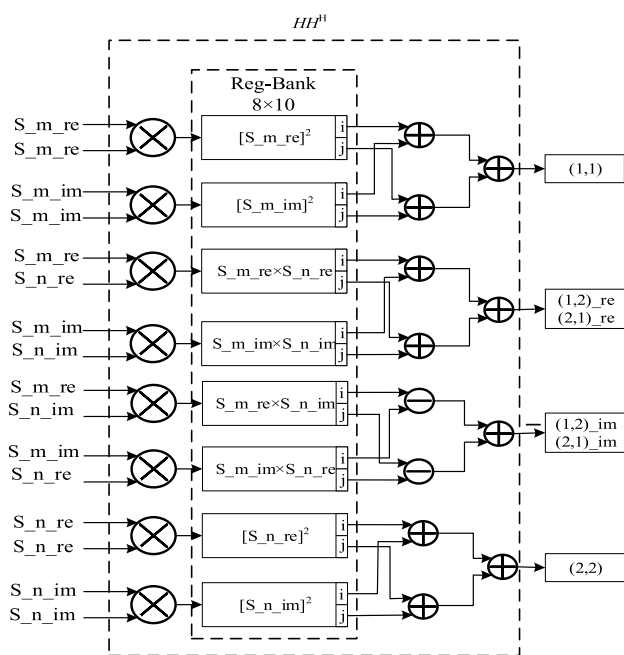 HH^H
Reg-Bank
8×10
S_m_re
S_m_re
[S_m_re]²
i
j
S_m_im
S_m_im
[S_m_im]²
i
j
(1,1)
S_m_re
S_n_re
S_m_re×S_n_re
i
j
S_m_im
S_n_im
S_m_im×S_n_im
i
j
(1,2)_re
(2,1)_re
S_m_re
S_n_im
S_m_re×S_n_im
i
j
S_m_im
S_n_re
S_m_im×S_n_re
i
j
(1,2)_im
(2,1)_im
S_n_re
S_n_re
[S_n_re]²
i
j
S_n_im
S_n_im
[S_n_im]²
i
j
(2,2)